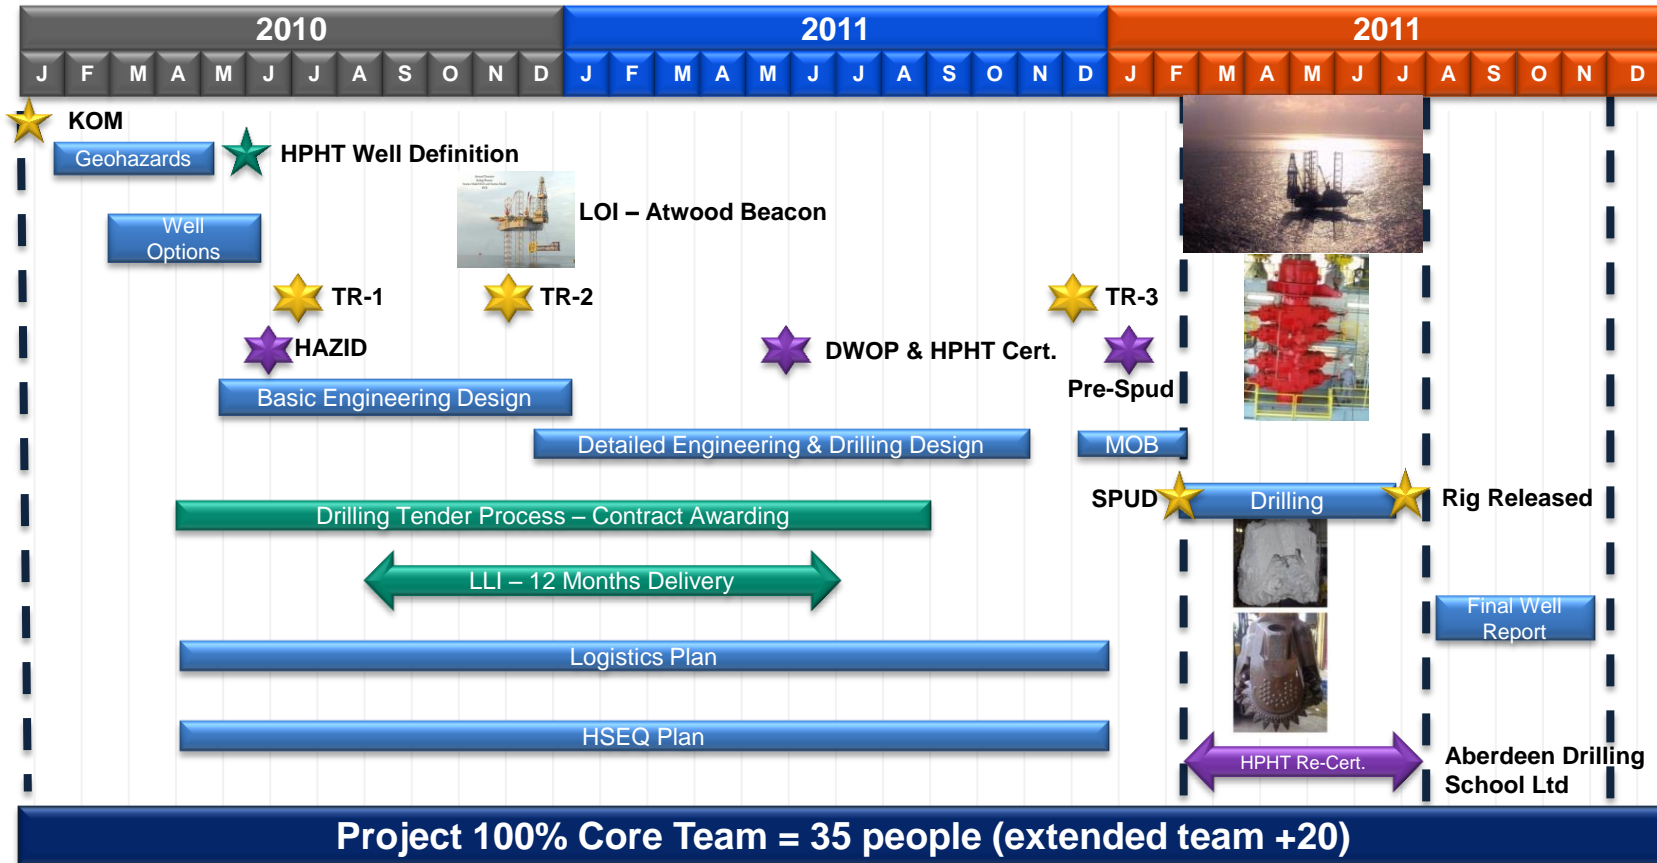 2010
2011
2011
J F M A M J J A S O N D J F M A M J J A S O N D J F M A M J J A S O N D
KOM
Geohazards
HPHT Well Definition
Well
Options
LOI – Atwood Beacon
TR-1
TR-2
TR-3
HAZID
DWOP & HPHT Cert.
Pre-Spud
Basic Engineering Design
Detailed Engineering & Drilling Design
MOB
SPUD
Drilling
Rig Released
Drilling Tender Process – Contract Awarding
LLI – 12 Months Delivery
Final Well
Report
Logistics Plan
HSEQ Plan
HPHT Re-Cert.
Aberdeen Drilling
School Ltd
Project 100% Core Team = 35 people (extended team +20)